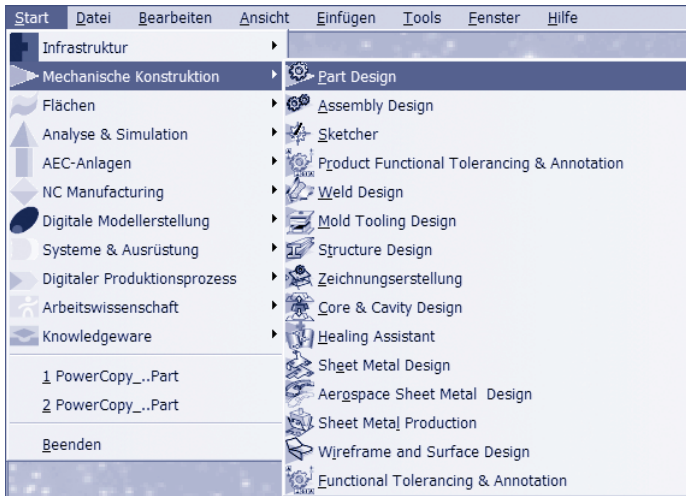 Start Datei Bearbeiten Ansicht Einfügen Tools Fenster Hilfe
Infrastruktur
Mechanische Konstruktion
Flächen
Analyse & Simulation
AEC-Anlagen
NC Manufacturing
Digitale Modellerstellung
Systeme & Ausrüstung
Digitaler Produktionsprozess
Arbeitswissenschaft
Knowledgeware
1 PowerCopy_..Part
2 PowerCopy_..Part
Beenden
Part Design
Assembly Design
Sketcher
Product Functional Tolerancing & Annotation
Weld Design
Mold Tooling Design
Structure Design
Zeichnungserstellung
Core & Cavity Design
Healing Assistant
Sheet Metal Design
Aerospace Sheet Metal Design
Sheet Metal Production
Wireframe and Surface Design
Functional Tolerancing & Annotation